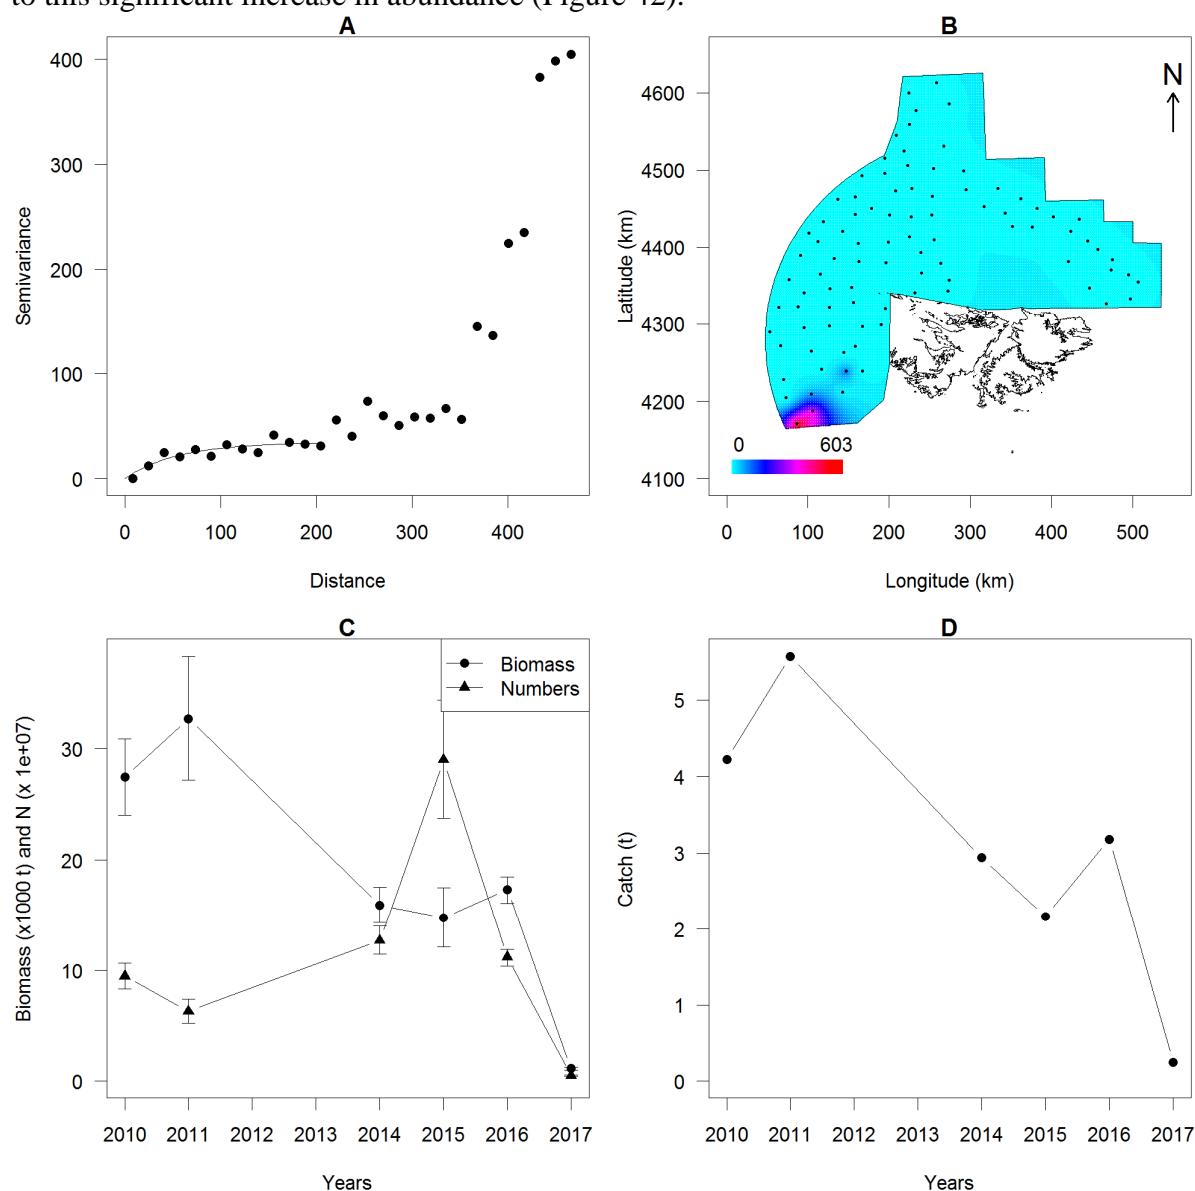 to this significant increase in abundance (Figure 42).
A
400
300
200
100
0
Semivariance
0 100 200 300 400
Distance
B
N
4600
4500
4400
4300
4200
4100
Latitude (km)
0 603
0 100 200 300 400 500
Longitude (km)
C
Biomass
Numbers
30
20
10
0
Biomass (x1000 t) and N (x 1e+07)
2010 2011 2012 2013 2014 2015 2016 2017
Years
D
5
4
3
2
1
0
Catch (t)
2010 2011 2012 2013 2014 2015 2016 2017
Years